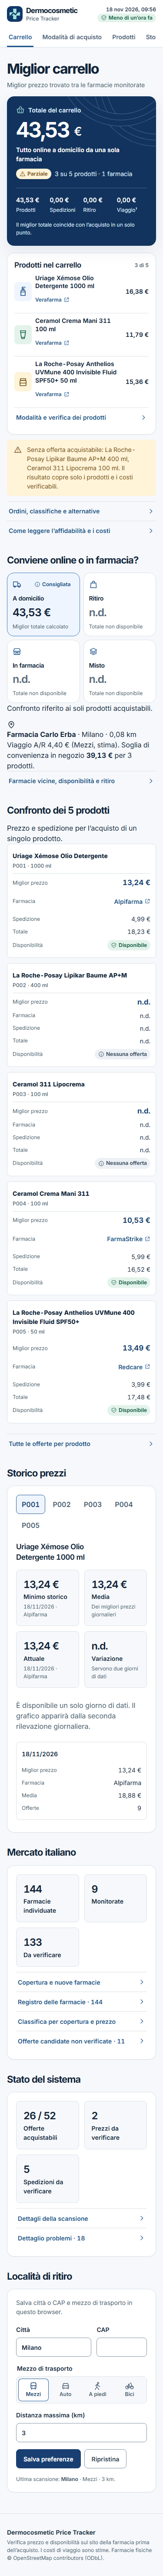 Dermocosmetic
Price Tracker
18 nov 2026, 09:56
Meno di un'ora fa
Carrello
Modalità di acquisto
Prodotti
Sto
Miglior carrello
Miglior prezzo trovato tra le farmacie monitorate
Totale del carrello
43,53 €
Tutto online a domicilio da una sola
farmacia
Parziale
3 su 5 prodotti · 1 farmacia
43,53 €
0,00 €
0,00 €
0,00 €
Prodotti
Spedizioni
Ritiro
Viaggio¹
Il miglior totale coincide con l'acquisto in un solo
punto.
Prodotti nel carrello
3 di 5
Uriage Xémose Olio
Detergente 1000 ml
16,38 €
Verafarma
Ceramol Crema Mani 311
100 ml
11,79 €
Verafarma
La Roche-Posay Anthelios
UVMune 400 Invisible Fluid
SPF50+ 50 ml
15,36 €
Verafarma
Modalità e verifica dei prodotti
Senza offerta acquistabile: La Roche-
Posay Lipikar Baume AP+M 400 ml,
Ceramol 311 Lipocrema 100 ml. Il
risultato copre solo i prodotti e i costi
verificabili.
Ordini, classifiche e alternative
Come leggere l'affidabilità e i costi
Conviene online o in farmacia?
Consigliata
A domicilio
43,53 €
Miglior totale calcolato
Ritiro
n.d.
Totale non disponibile
In farmacia
n.d.
Totale non disponibile
Misto
n.d.
Totale non disponibile
Confronto riferito ai soli prodotti acquistabili.
Farmacia Carlo Erba · Milano · 0,08 km
Viaggio A/R 4,40 € (Mezzi, stima). Soglia di
convenienza in negozio 39,13 € per 3
prodotti.
Farmacie vicine, disponibilità e ritiro
Confronto dei 5 prodotti
Prezzo e spedizione per l'acquisto di un
singolo prodotto.
Uriage Xémose Olio Detergente
P001 · 1000 ml
Miglior prezzo 13,24 €
Farmacia Alpifarma
Spedizione 4,99 €
Totale 18,23 €
Disponibilità Disponibile
La Roche-Posay Lipikar Baume AP+M
P002 · 400 ml
Miglior prezzo n.d.
Farmacia n.d.
Spedizione n.d.
Totale n.d.
Disponibilità Nessuna offerta
Ceramol 311 Lipocrema
P003 · 100 ml
Miglior prezzo n.d.
Farmacia n.d.
Spedizione n.d.
Totale n.d.
Disponibilità Nessuna offerta
Ceramol Crema Mani 311
P004 · 100 ml
Miglior prezzo 10,53 €
Farmacia FarmaStrike
Spedizione 5,99 €
Totale 16,52 €
Disponibilità Disponibile
La Roche-Posay Anthelios UVMune 400
Invisible Fluid SPF50+
P005 · 50 ml
Miglior prezzo 13,49 €
Farmacia Redcare
Spedizione 3,99 €
Totale 17,48 €
Disponibilità Disponibile
Tutte le offerte per prodotto
Storico prezzi
P001
P002
P003
P004
P005
Uriage Xémose Olio
Detergente 1000 ml
13,24 €
Minimo storico
18/11/2026 ·
Alpifarma
13,24 €
Media
Dei migliori prezzi
giornalieri
13,24 €
Attuale
18/11/2026 ·
Alpifarma
n.d.
Variazione
Servono due giorni
di dati
È disponibile un solo giorno di dati. Il
grafico apparirà dalla seconda
rilevazione giornaliera.
18/11/2026
Miglior prezzo 13,24 €
Farmacia Alpifarma
Media 18,88 €
Offerte 9
Mercato italiano
144
Farmacie
individuate
9
Monitorate
133
Da verificare
Copertura e nuove farmacie
Registro delle farmacie · 144
Classifica per copertura e prezzo
Offerte candidate non verificate · 11
Stato del sistema
26 / 52
Offerte
acquistabili
2
Prezzi da
verificare
5
Spedizioni da
verificare
Dettagli della scansione
Dettaglio problemi · 18
Località di ritiro
Salva città o CAP e mezzo di trasporto in
questo browser.
Città
CAP
Milano
Mezzo di trasporto
Mezzi
Auto
A piedi
Bici
Distanza massima (km)
3
Salva preferenze
Ripristina
Ultima scansione: Milano · Mezzi · 3 km.
Dermocosmetic Price Tracker
Verifica prezzo e disponibilità sul sito della farmacia prima
dell'acquisto. I costi di viaggio sono stime. Farmacie fisiche
© OpenStreetMap contributors (ODbL).